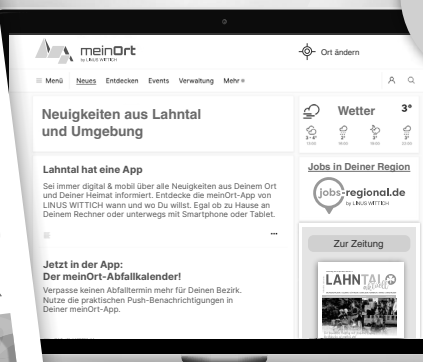 meinOrt
by LINUS WITTICH
Ort ändern
Menü Neues Entdecken Events Verwaltung Mehr
Neuigkeiten aus Lahntal
und Umgebung
Wetter 3°
Lahntal hat eine App
Sei immer digital & mobil über alle Neuigkeiten aus Deinem Ort
und Deiner Heimat informiert. Entdecke die meinOrt-App von
LINUS WITTICH wann und wo Du willst. Egal ob zu Hause an
Deinem Rechner oder unterwegs mit Smartphone oder Tablet.
Jobs in Deiner Region
jobs-regional.de
by LINUS WITTICH
Zur Zeitung
LAHNTAL
Jetzt in der App:
Der meinOrt-Abfallkalender!
Verpasse keinen Abfalltermin mehr für Deinen Bezirk.
Nutze die praktischen Push-Benachrichtigungen in
Deiner meinOrt-App.